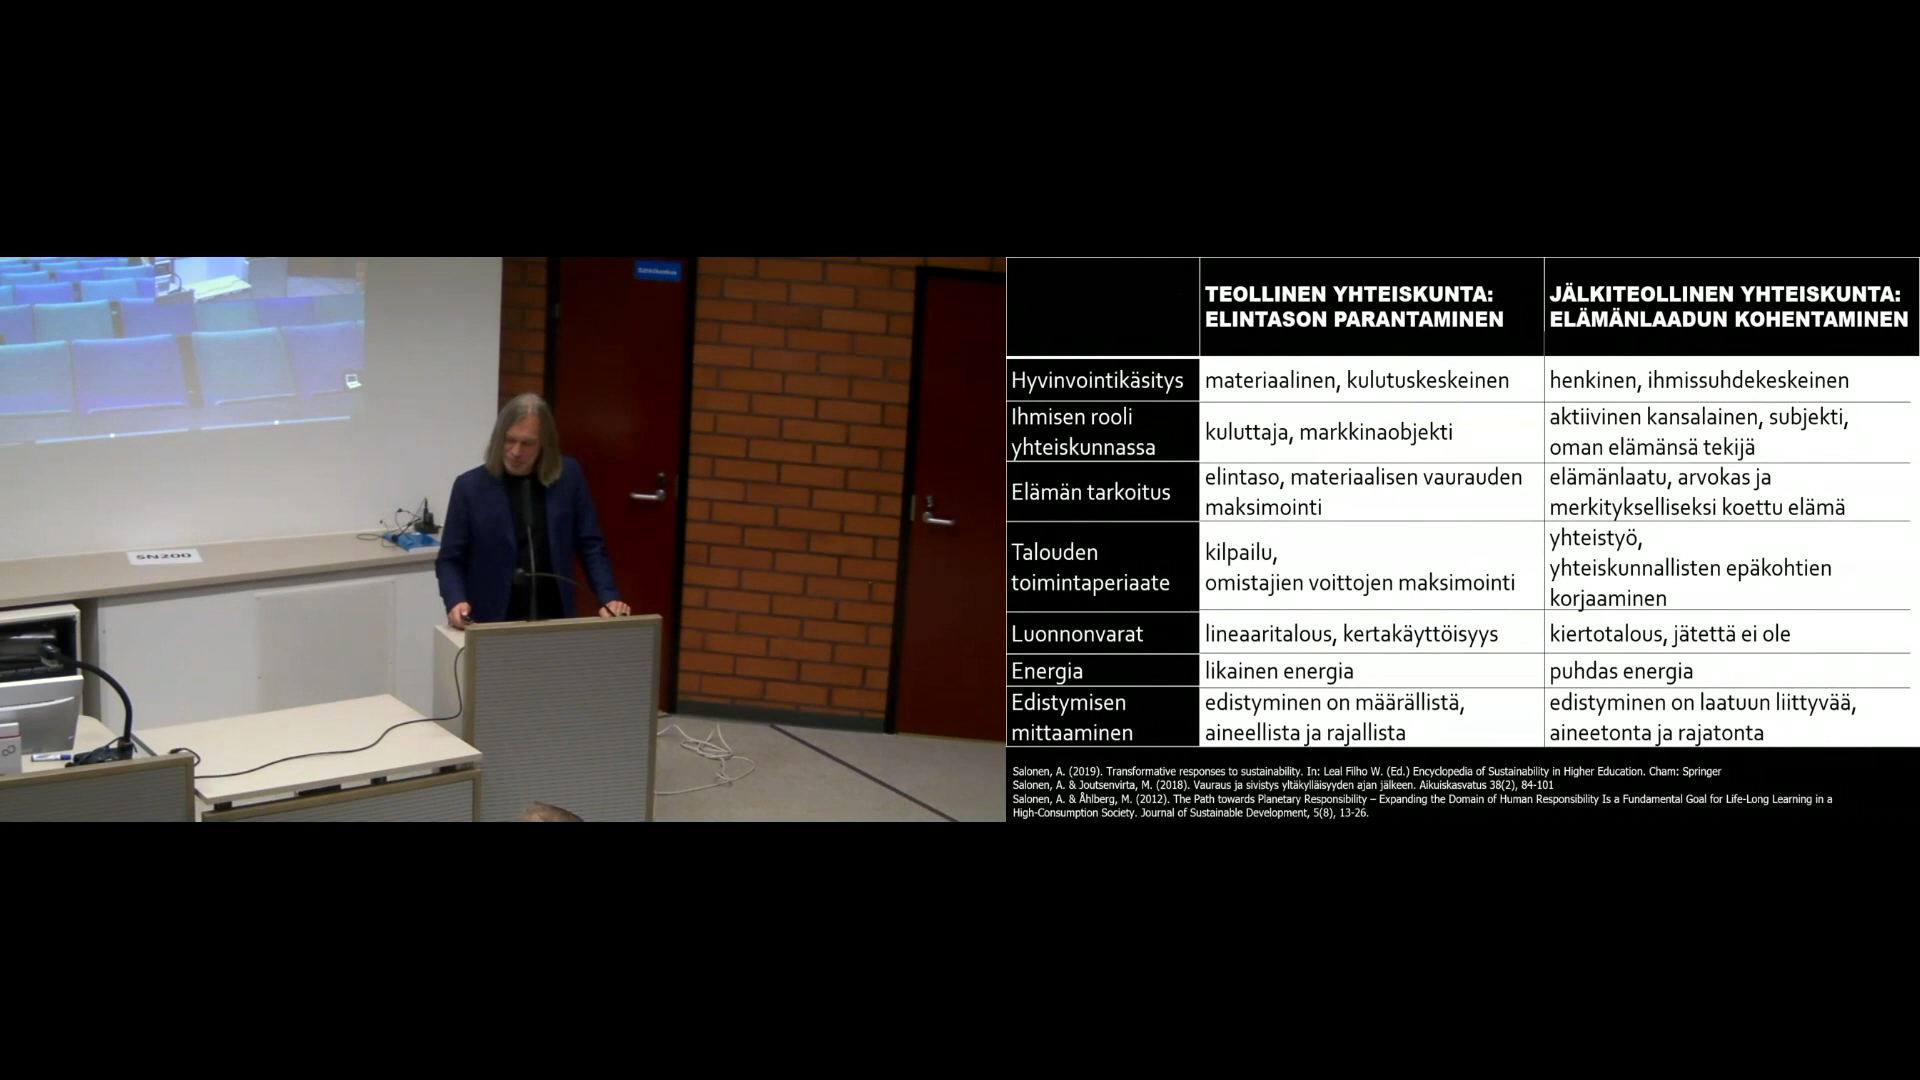 Sähkökeskus
SN200
TEOLLINEN YHTEISKUNTA:
ELINTASON PARANTAMINEN
JÄLKITEOLLINEN YHTEISKUNTA:
ELÄMÄNLAADUN KOHENTAMINEN
Hyvinvointikäsitys
materiaalinen, kulutuskeskeinen
henkinen, ihmissuhdekeskeinen
Ihmisen rooli
yhteiskunnassa
kuluttaja, markkinaobjekti
aktiivinen kansalainen, subjekti,
oman elämänsä tekijä
Elämän tarkoitus
elintaso, materiaalisen vaurauden
maksimointi
elämänlaatu, arvokas ja
merkitykselliseksi koettu elämä
Talouden
toimintaperiaate
kilpailu,
omistajien voittojen maksimointi
yhteistyö,
yhteiskunnallisten epäkohtien
korjaaminen
Luonnonvarat
lineaaritalous, kertakäyttöisyys
kiertotalous, jätettä ei ole
Energia
likainen energia
puhdas energia
Edistymisen
mittaaminen
edistyminen on määrällistä,
aineellista ja rajallista
edistyminen on laatuun liittyvää,
aineetonta ja rajatonta
Salonen, A. (2019). Transformative responses to sustainability. In: Leal Filho W. (Ed.) Encyclopedia of Sustainability in Higher Education. Cham: Springer
Salonen, A. & Joutsenvirta, M. (2018). Vauraus ja sivistys yltäkylläisyyden ajan jälkeen. Aikuiskasvatus 38(2), 84-101
Salonen, A. & Åhlberg, M. (2012). The Path towards Planetary Responsibility – Expanding the Domain of Human Responsibility Is a Fundamental Goal for Life-Long Learning in a
High-Consumption Society. Journal of Sustainable Development, 5(8), 13-26.